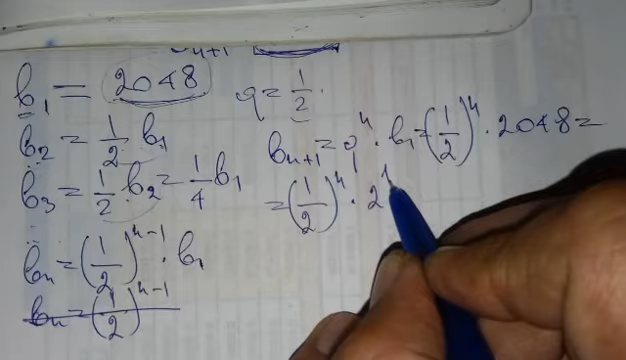 b₁ = 2048
q = 1/2.
b₂ = 1/2 b₁
bₙ₊₁ = qⁿ · b₁ = (1/2)ⁿ · 2048 =
b₃ = 1/2 · b₂ = 1/4 b₁
= (1/2)ⁿ · 2¹
bₙ = (1/2)ⁿ⁻¹ · b₁
bₙ = (1/2)ⁿ⁻¹